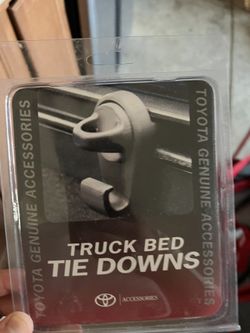 TOYOTA GENUINE ACCESSORIES
TOYOTA GENUINE ACCESSORIES
TRUCK BED
TIE DOWNS
ACCESSORIES